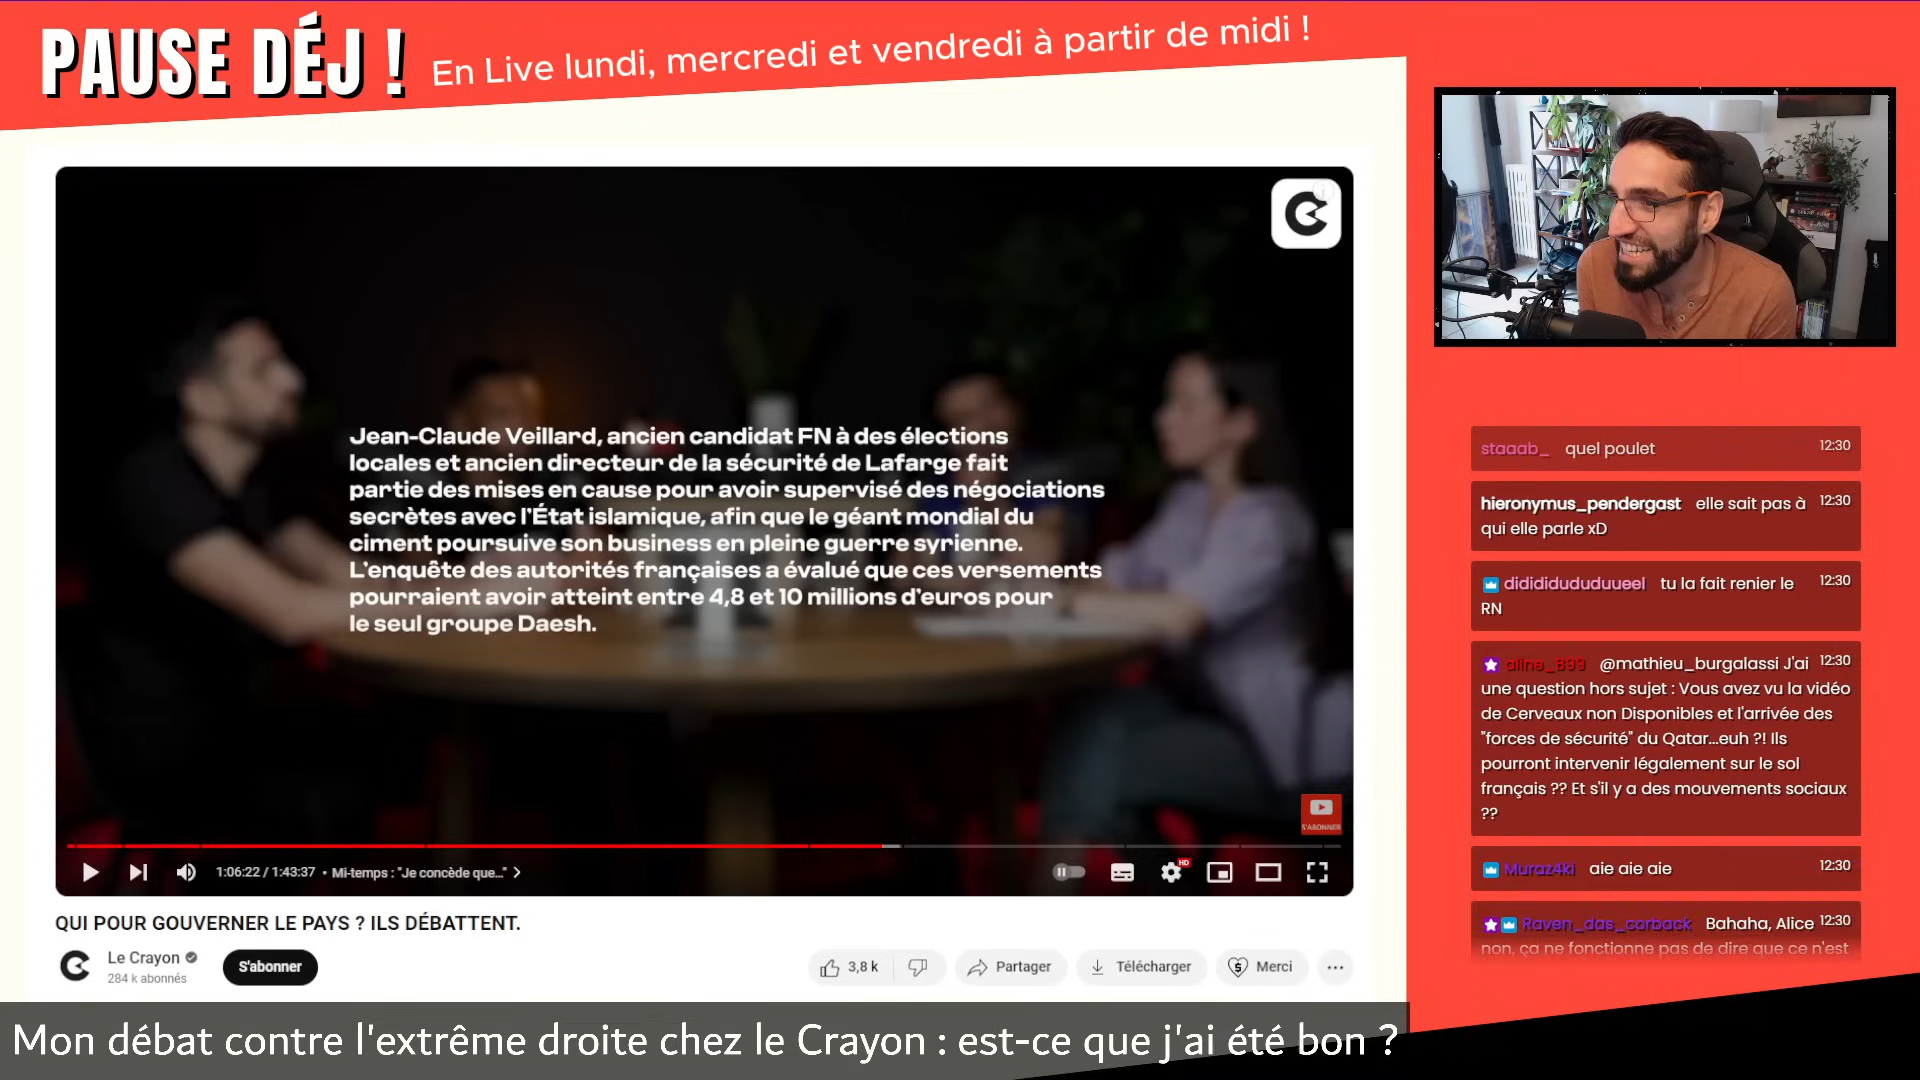 PAUSE DÉJ !
En Live lundi, mercredi et vendredi à partir de midi !
Jean-Claude Veillard, ancien candidat FN à des élections
locales et ancien directeur de la sécurité de Lafarge fait
partie des mises en cause pour avoir supervisé des négociations
secrètes avec l'État islamique, afin que le géant mondial du
ciment poursuive son business en pleine guerre syrienne.
L'enquête des autorités françaises a évalué que ces versements
pourraient avoir atteint entre 4,8 et 10 millions d'euros pour
le seul groupe Daesh.
S'ABONNER
1:06:22 / 1:43:37 • Mi-temps : "Je concède que..."
HD
QUI POUR GOUVERNER LE PAYS ? ILS DÉBATTENT.
Le Crayon
284 k abonnés
S'abonner
3,8 k
Partager
Télécharger
Merci
staaab_ quel poulet 12:30
hieronymus_pendergast elle sait pas à 12:30
qui elle parle xD
didididududuueel tu la fait renier le 12:30
RN
aline_899 @mathieu_burgalassi J'ai 12:30
une question hors sujet : Vous avez vu la vidéo
de Cerveaux non Disponibles et l'arrivée des
"forces de sécurité" du Qatar...euh ?! Ils
pourront intervenir légalement sur le sol
français ?? Et s'il y a des mouvements sociaux
??
Muraz4ki aie aie aie 12:30
Raven_das_corback Bahaha, Alice 12:30
non, ça ne fonctionne pas de dire que ce n'est
Mon débat contre l'extrême droite chez le Crayon : est-ce que j'ai été bon ?